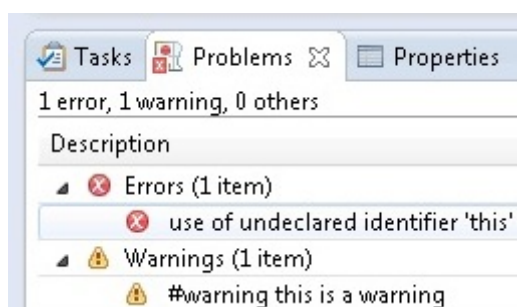 Tasks Problems Properties
1 error, 1 warning, 0 others
Description
Errors (1 item)
use of undeclared identifier 'this'
Warnings (1 item)
#warning this is a warning